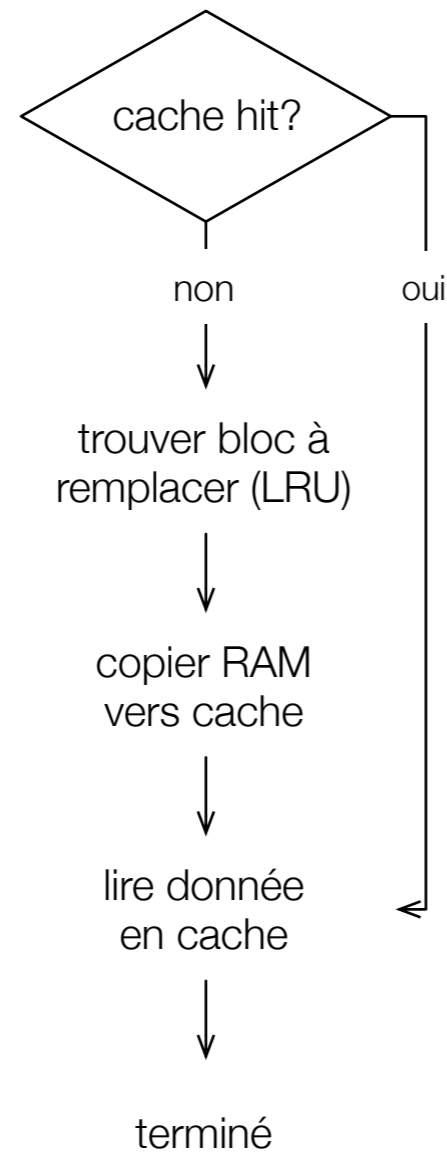 cache hit?
non
oui
trouver bloc à
remplacer (LRU)
copier RAM
vers cache
lire donnée
en cache
terminé